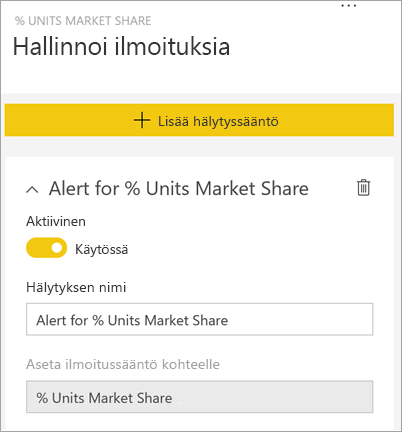 % UNITS MARKET SHARE
Hallinnoi ilmoituksia
Lisää hälytyssääntö
Alert for % Units Market Share
Aktiivinen
Käytössä
Hälytyksen nimi
Alert for % Units Market Share
Aseta ilmoitussääntö kohteelle
% Units Market Share